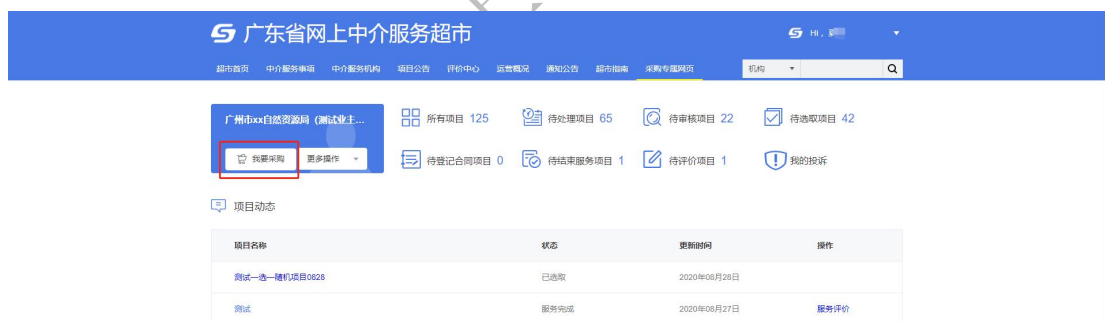 广东省网上中介服务超市
HI,
超市首页 中介服务事项 中介服务机构 项目公告 评价中心 运营概况 通知公告 超市指南 采购专属网页 机构
广州市xx自然资源局（测试业主...
所有项目 125 待处理项目 65 待审核项目 22 待选取项目 42
我要采购 更多操作
待登记合同项目 0 待结束服务项目 1 待评价项目 1 我的投诉
项目动态
项目名称 状态 更新时间 操作
测试一选一随机项目0828 已选取 2020年08月28日
测试 服务完成 2020年08月27日 服务评价